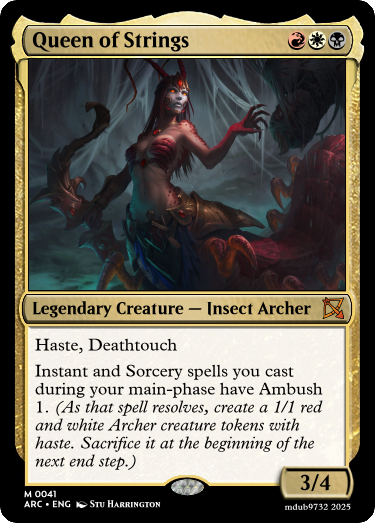 Queen of Strings
Legendary Creature — Insect Archer
Haste, Deathtouch
Instant and Sorcery spells you cast
during your main-phase have Ambush
1. (As that spell resolves, create a 1/1 red
and white Archer creature tokens with
haste. Sacrifice it at the beginning of the
next end step.)
3/4
M 0041
ARC • ENG Stu Harrington
mdub9732 2025